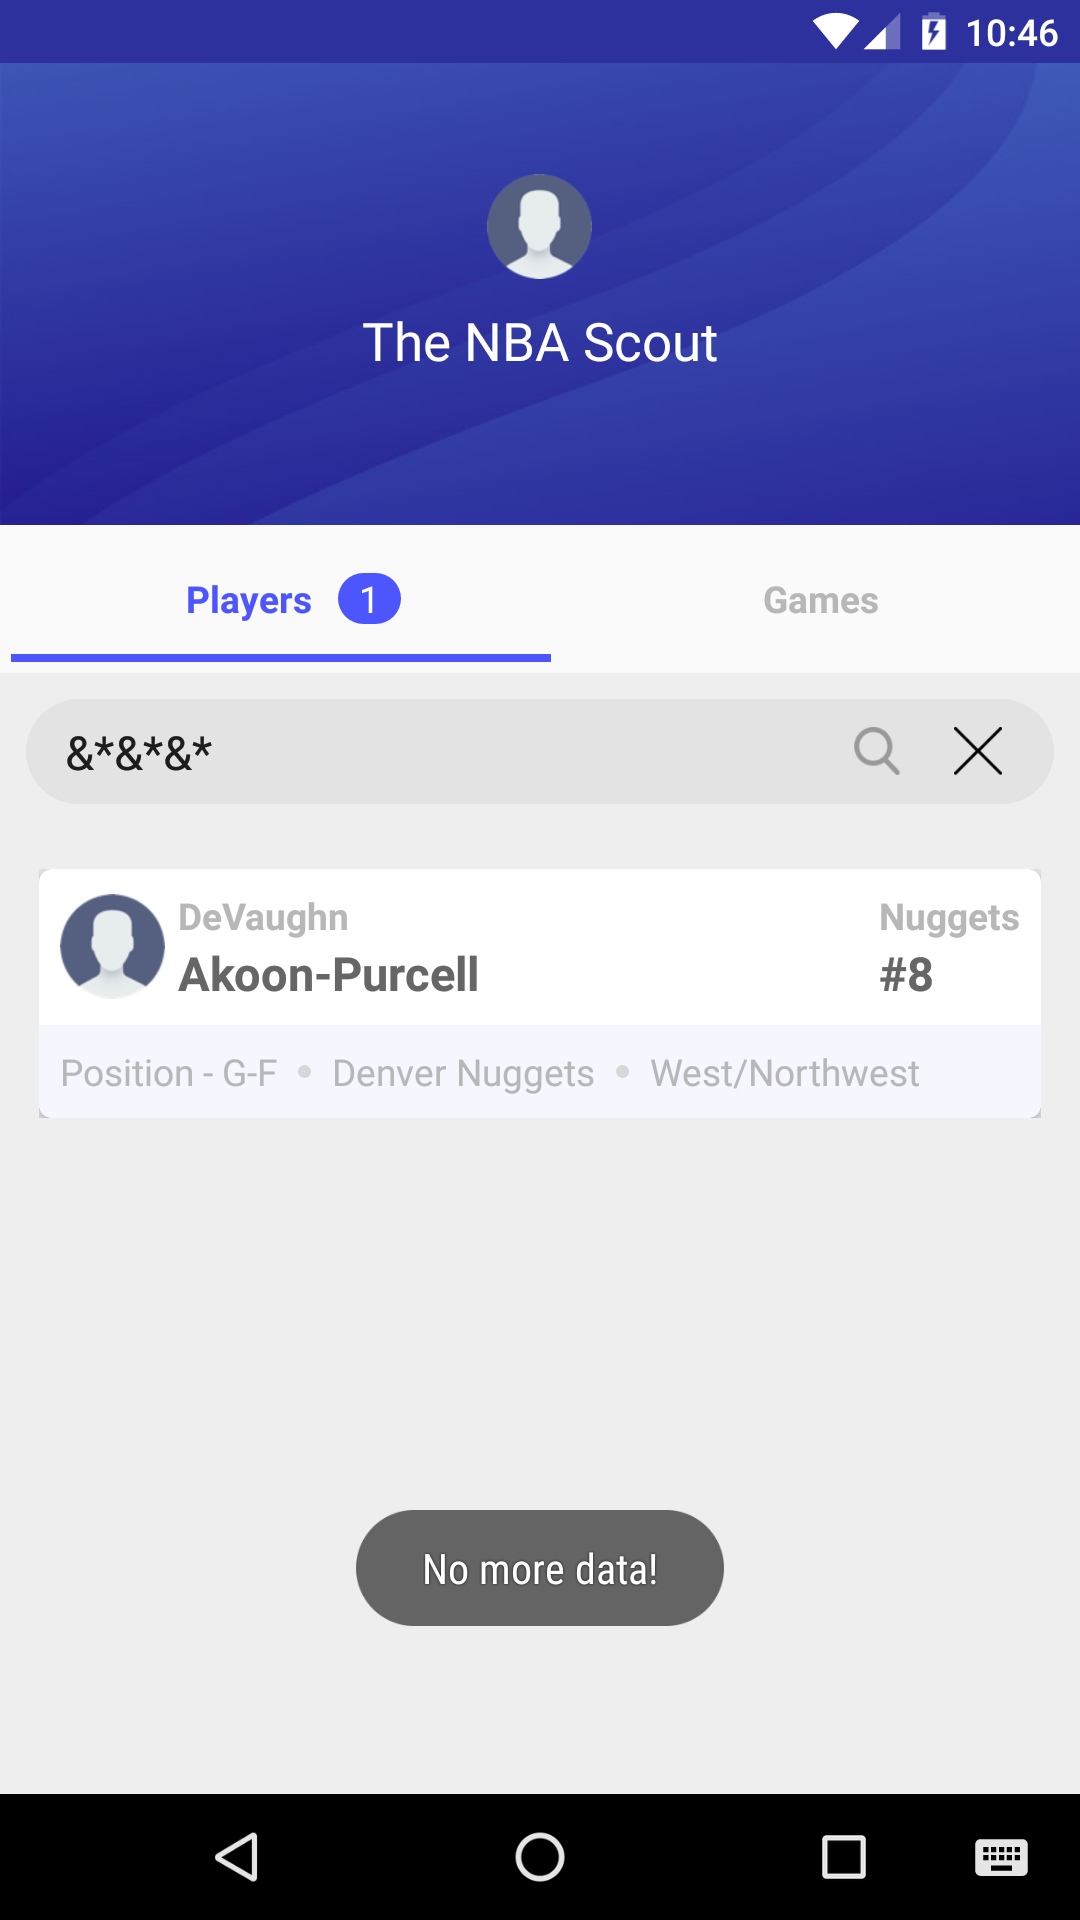 10:46
The NBA Scout
Players 1 Games
&*&*&*
DeVaughn Nuggets
Akoon-Purcell #8
Position - G-F • Denver Nuggets • West/Northwest
No more data!